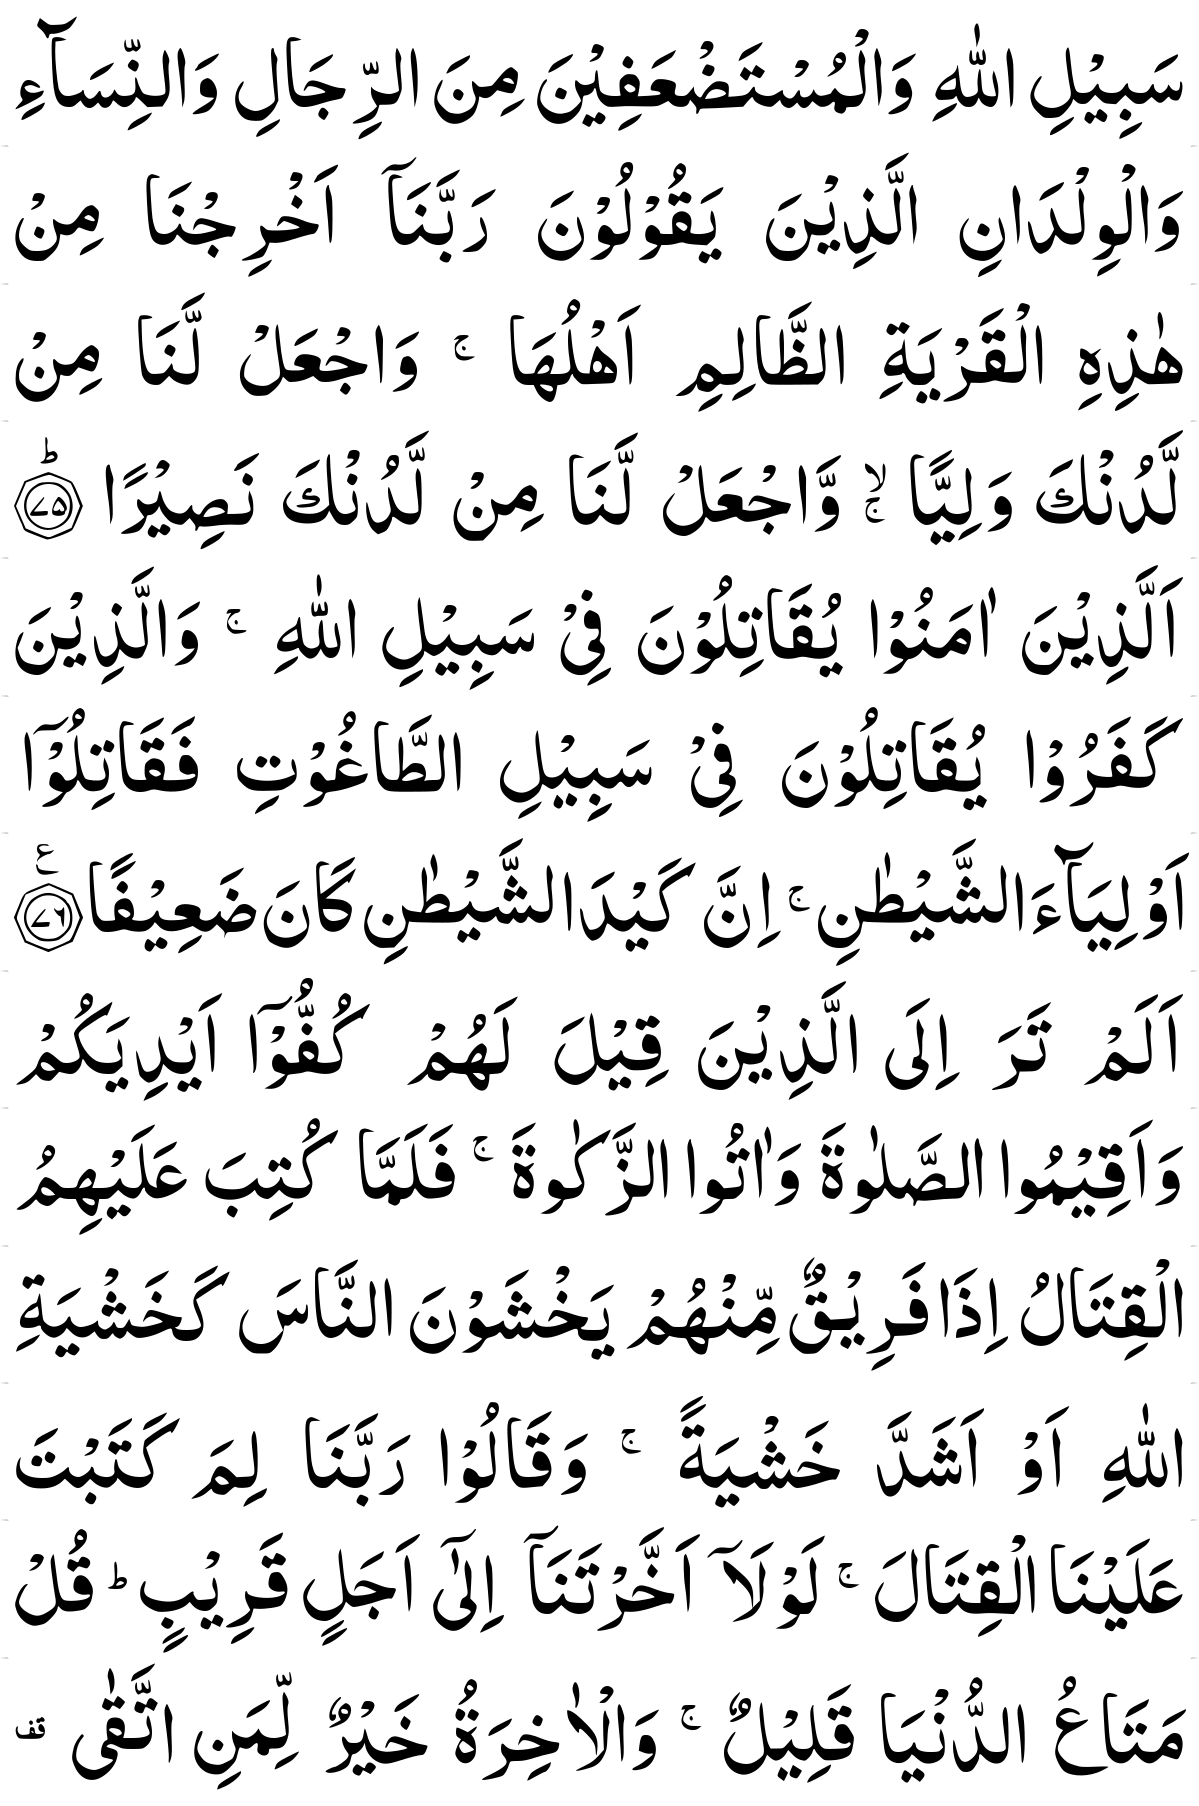 سَبِيْلِ اللّٰهِ وَالْمُسْتَضْعَفِيْنَ مِنَ الرِّجَالِ وَالنِّسَآءِ
وَالْوِلْدَانِ الَّذِيْنَ يَقُوْلُوْنَ رَبَّنَاۤ اَخْرِجْنَا مِنْ
هٰذِهِ الْقَرْيَةِ الظَّالِمِ اَهْلُهَا ۚ وَاجْعَلْ لَّنَا مِنْ
لَّدُنْكَ وَلِيًّا ۙۚ وَّاجْعَلْ لَّنَا مِنْ لَّدُنْكَ نَصِيْرًا ؕ ﴿۷۵﴾
اَلَّذِيْنَ اٰمَنُوْا يُقَاتِلُوْنَ فِيْ سَبِيْلِ اللّٰهِ ۚ وَالَّذِيْنَ
كَفَرُوْا يُقَاتِلُوْنَ فِيْ سَبِيْلِ الطَّاغُوْتِ فَقَاتِلُوْۤا
اَوْلِيَآءَ الشَّيْطٰنِ ۚ اِنَّ كَيْدَ الشَّيْطٰنِ كَانَ ضَعِيْفًا ﴿۷۶﴾ ع
اَلَمْ تَرَ اِلَى الَّذِيْنَ قِيْلَ لَهُمْ كُفُّوْۤا اَيْدِيَكُمْ
وَاَقِيْمُوا الصَّلٰوةَ وَاٰتُوا الزَّكٰوةَ ۚ فَلَمَّا كُتِبَ عَلَيْهِمُ
الْقِتَالُ اِذَا فَرِيْقٌ مِّنْهُمْ يَخْشَوْنَ النَّاسَ كَخَشْيَةِ
اللّٰهِ اَوْ اَشَدَّ خَشْيَةً ۚ وَقَالُوْا رَبَّنَا لِمَ كَتَبْتَ
عَلَيْنَا الْقِتَالَ ۚ لَوْلَاۤ اَخَّرْتَنَاۤ اِلٰۤى اَجَلٍ قَرِيْبٍ ؕ قُلْ
مَتَاعُ الدُّنْيَا قَلِيْلٌ ۚ وَالْاٰخِرَةُ خَيْرٌ لِّمَنِ اتَّقٰى قف